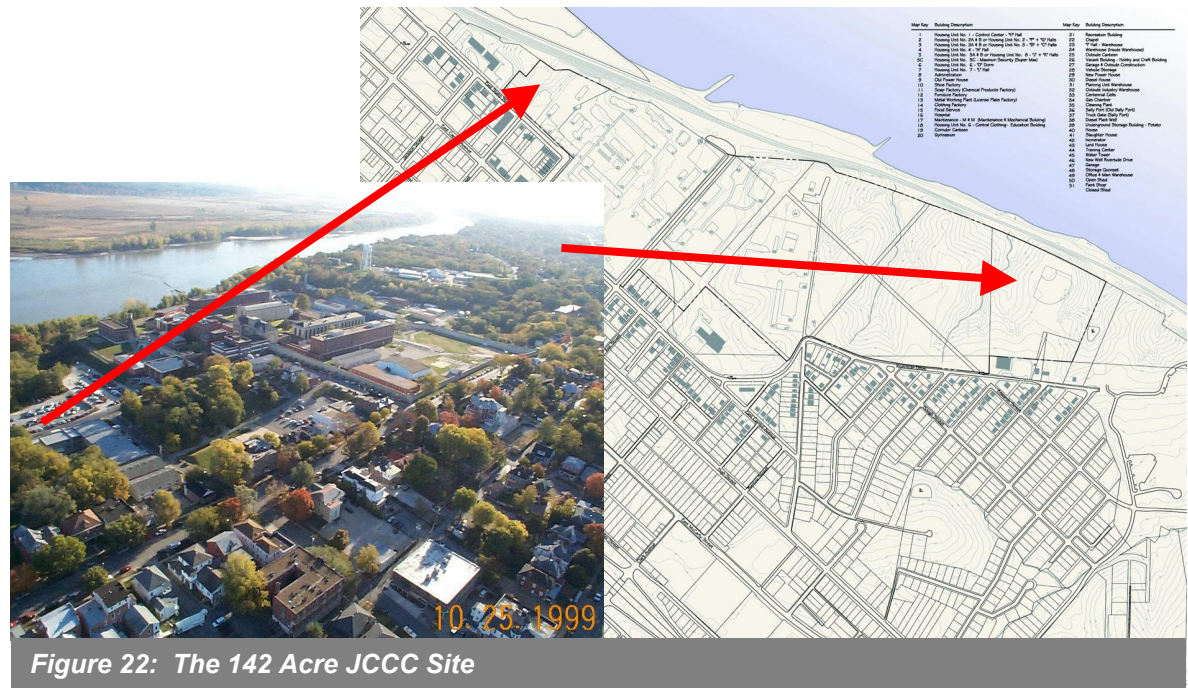 Map Key Building Description
1 Housing Unit No. 1 - Control Center - "H" Hall
2 Housing Unit No. 2A & B or Housing Unit No. 2 - "F" + "G" Halls
3 Housing Unit No. 3A & B or Housing Unit No. 3 - "B" + "C" Halls
4 Housing Unit No. 4 - "A" Hall
5 Housing Unit No. 5A & B or Housing Unit No. 8 - "J" + "K" Halls
5C Housing Unit No. 5C - Maximum Security (Super Max)
6 Housing Unit No. 6 - "D" Dorm
7 Housing Unit No. 7 - "L" Hall
8 Administration
9 Old Power House
10 Shoe Factory
11 Soap Factory (Chemical Products Factory)
12 Furniture Factory
13 Metal Working Plant (License Plate Factory)
14 Clothing Factory
15 Food Service
16 Hospital
17 Maintenance - M & M (Maintenance & Mechanical Building)
18 Housing Unit No. 6 - Central Clothing - Education Building
19 Corridor Canteen
20 Gymnasium
Map Key Building Description
21 Recreation Building
22 Chapel
23 Hall - Warehouse
24 Warehouse (Inside Warehouse)
25 Outside Canteen
26 Vacant Building - Hobby and Craft Building
27 Garage & Outside Construction
28 Vehicle Storage
29 New Power House
30 Diesel House
31 Planning Unit Warehouse
32 Outside Industry Warehouse
33 Centennial Cells
34 Gas Chamber
35 Cleaning Plant
36 Sally Port (Old Sally Port)
37 Truck Gate (Sally Port)
38 Diesel Plant Well
39 Underground Storage Building - Potato
40 House
41 Slaughter House
42 Incinerator
43 Land House
44 Training Center
45 Water Tower
46 New Well Riverside Drive
47 Garage
48 Storage Quonset
49 Office & Main Warehouse
50 Open Shed
51 Paint Shop
Closed Shed
10. 25. 1999
Figure 22: The 142 Acre JCCC Site